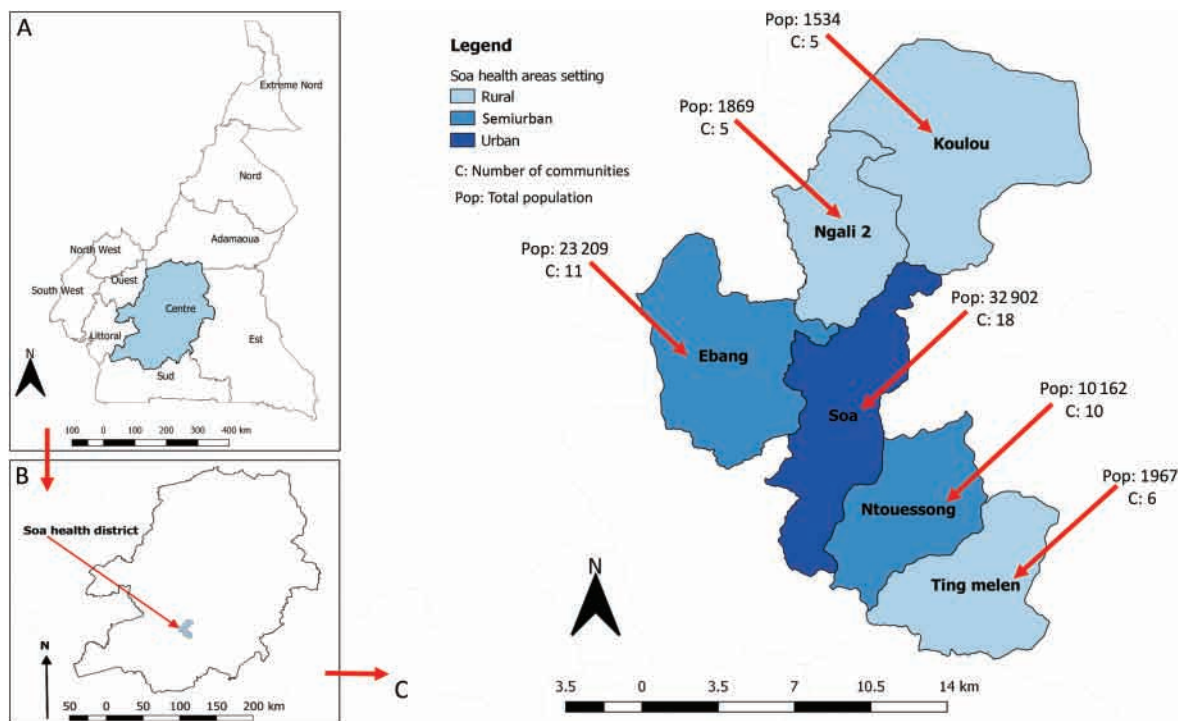 A
Extreme Nord
Nord
Adamaoua
North West
Ouest
South West
Centre
Littoral
Est
Sud
N
100 0 100 200 300 400 km
B
Soa health district
N
50 0 50 100 150 200 km
C
Legend
Soa health areas setting
Rural
Semiurban
Urban
C: Number of communities
Pop: Total population
Pop: 1534
C: 5
Pop: 1869
C: 5
Koulou
Ngali 2
Pop: 23 209
C: 11
Pop: 32 902
C: 18
Ebang
Soa
Pop: 10 162
C: 10
Pop: 1967
C: 6
Ntouessong
Ting melen
N
3.5 0 3.5 7 10.5 14 km